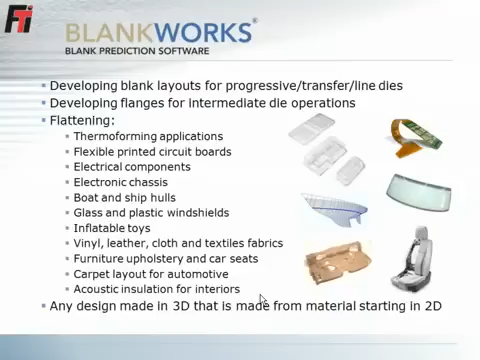 FTi
BLANKWORKS®
BLANK PREDICTION SOFTWARE
Developing blank layouts for progressive/transfer/line dies
Developing flanges for intermediate die operations
Flattening:
Thermoforming applications
Flexible printed circuit boards
Electrical components
Electronic chassis
Boat and ship hulls
Glass and plastic windshields
Inflatable toys
Vinyl, leather, cloth and textiles fabrics
Furniture upholstery and car seats
Carpet layout for automotive
Acoustic insulation for interiors
Any design made in 3D that is made from material starting in 2D